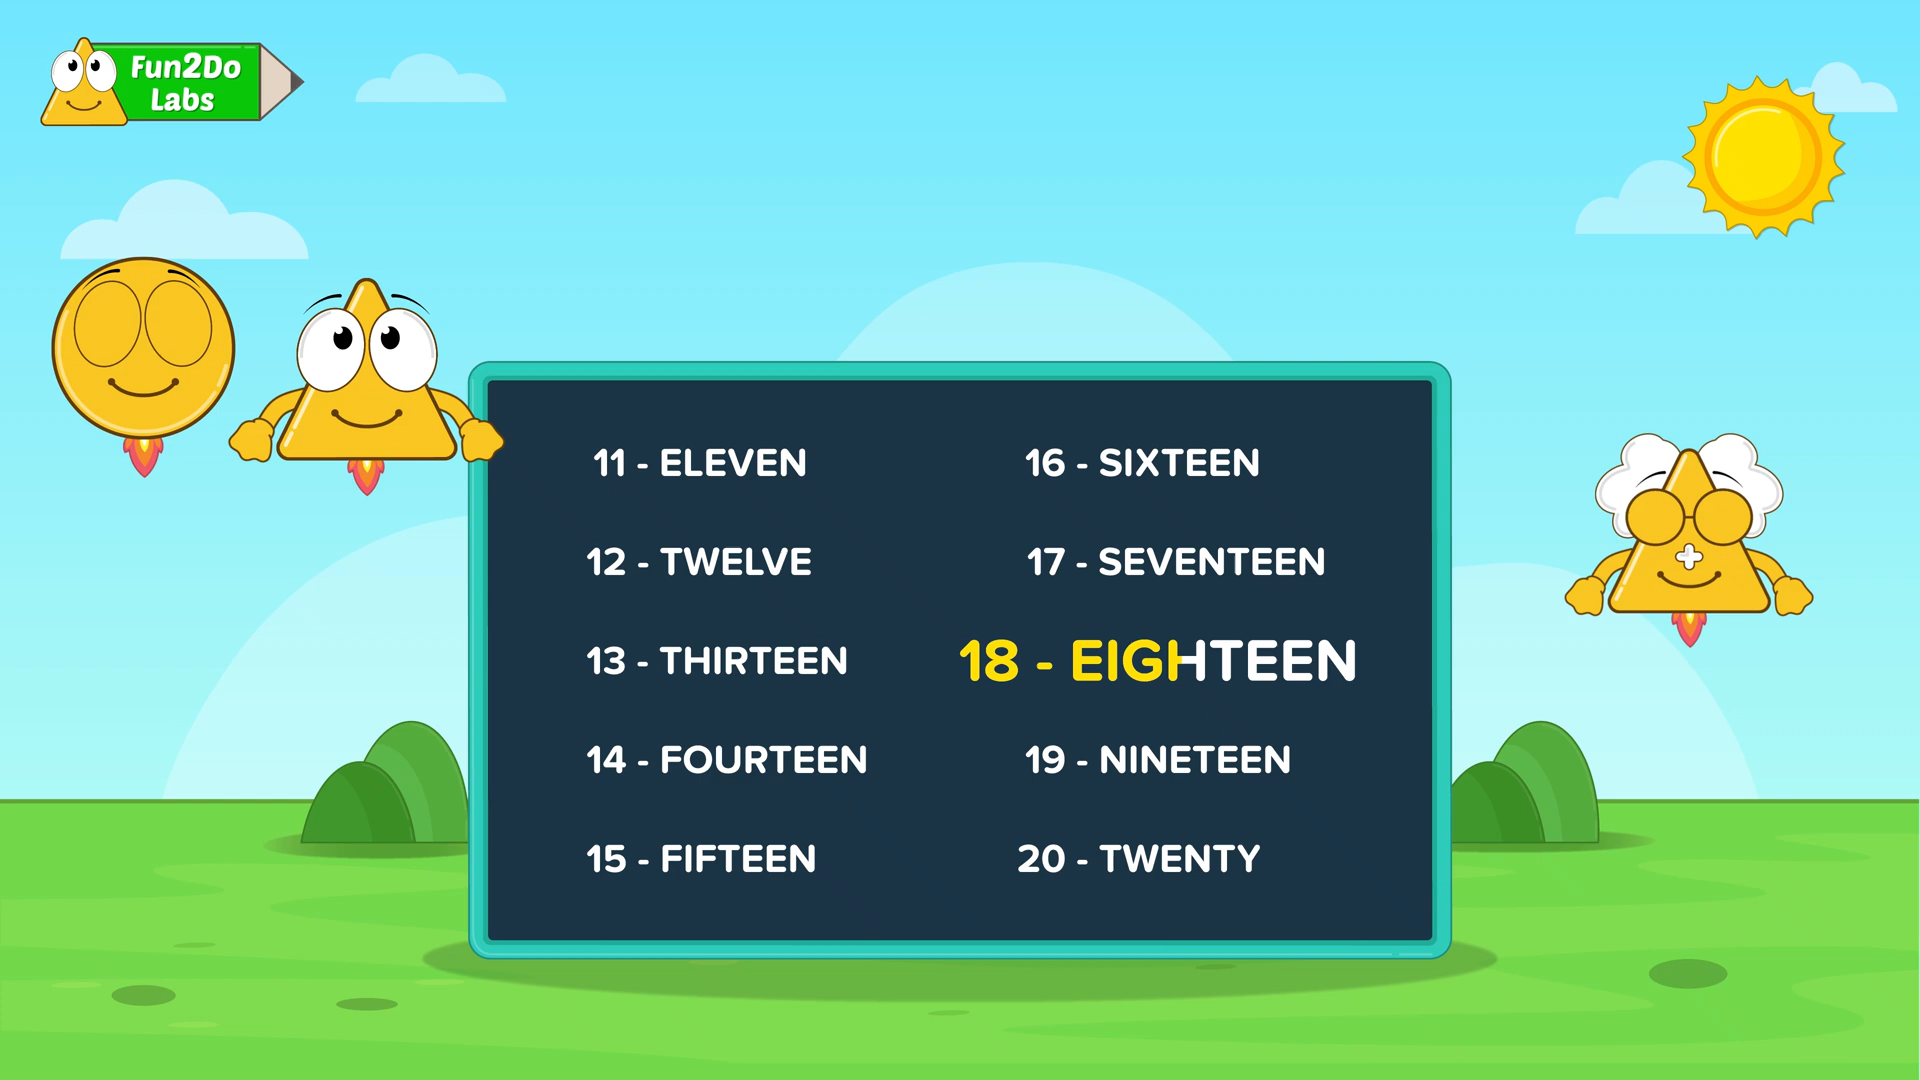 Fun2Do
Labs
11 - ELEVEN
12 - TWELVE
13 - THIRTEEN
14 - FOURTEEN
15 - FIFTEEN
16 - SIXTEEN
17 - SEVENTEEN
18 - EIGHTEEN
19 - NINETEEN
20 - TWENTY